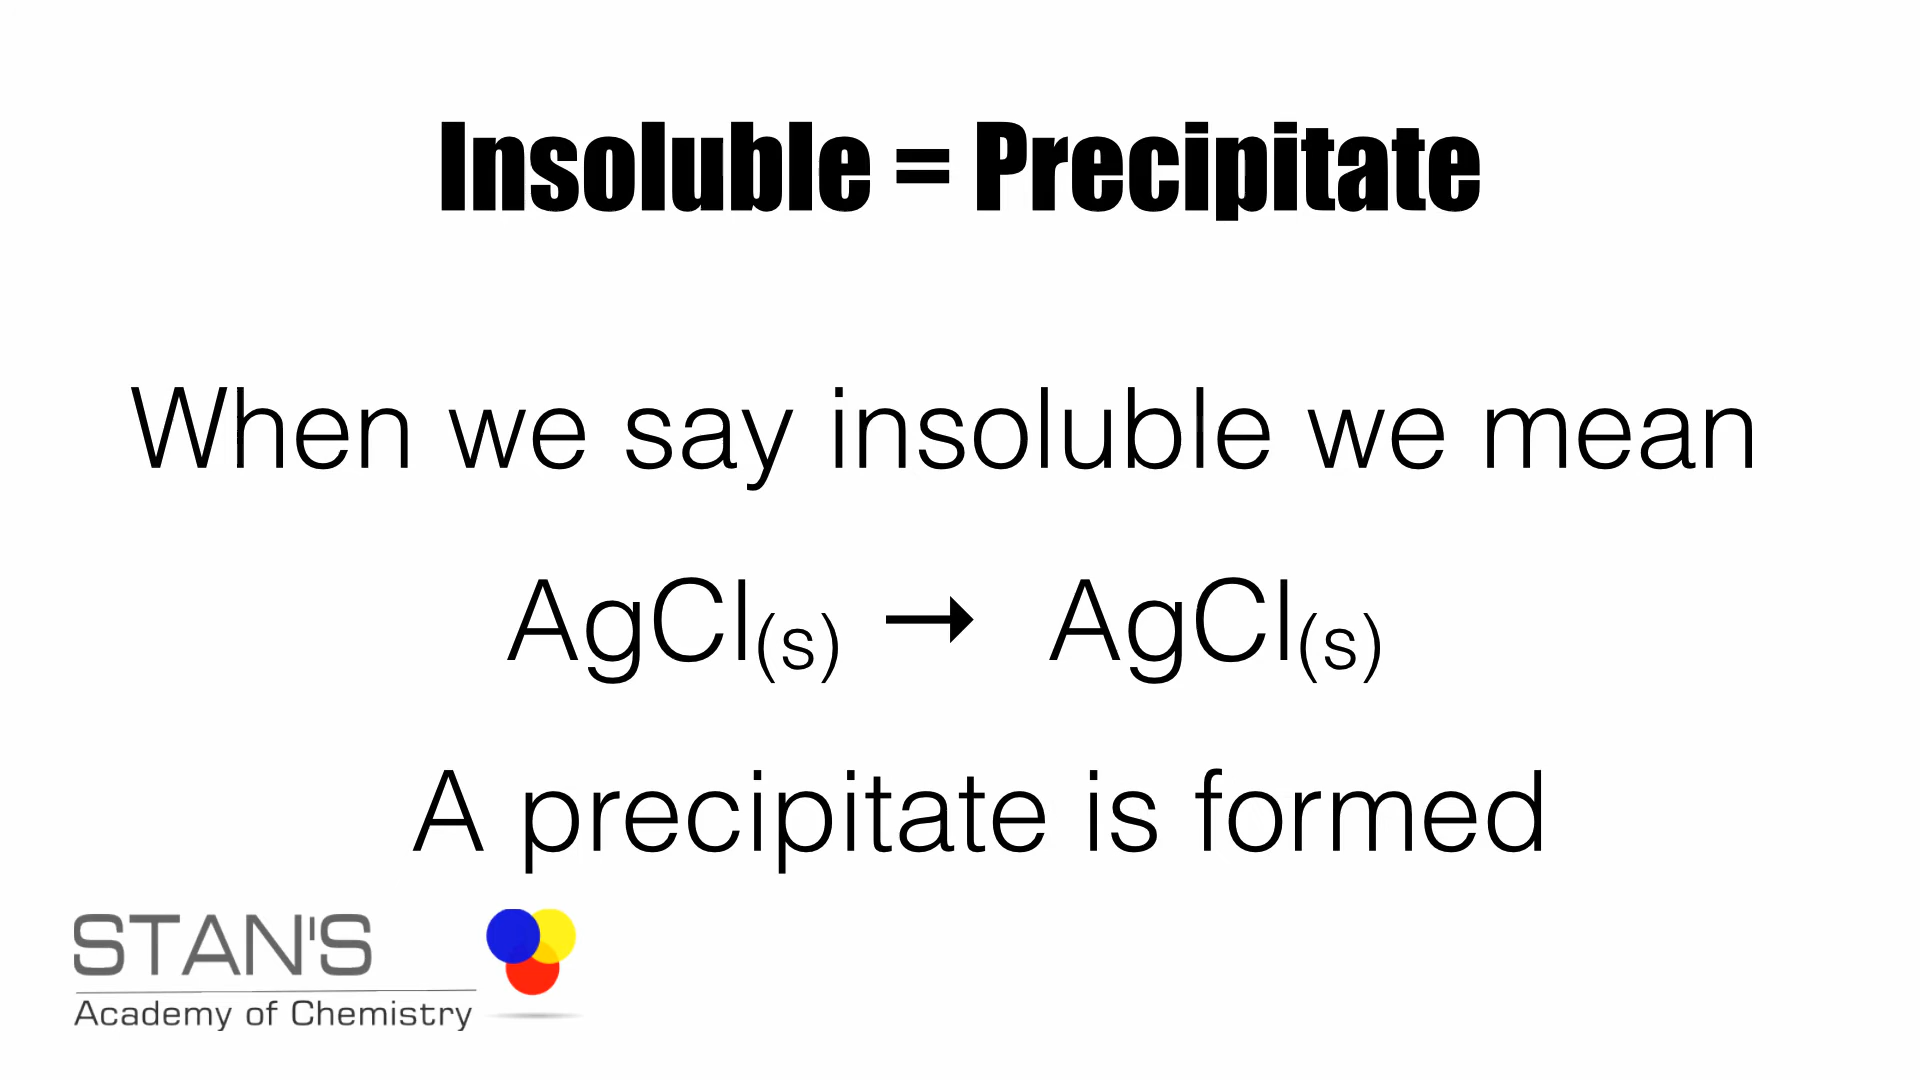 Insoluble = Precipitate
When we say insoluble we mean
AgCl(s) → AgCl(s)
A precipitate is formed
STAN'S
Academy of Chemistry